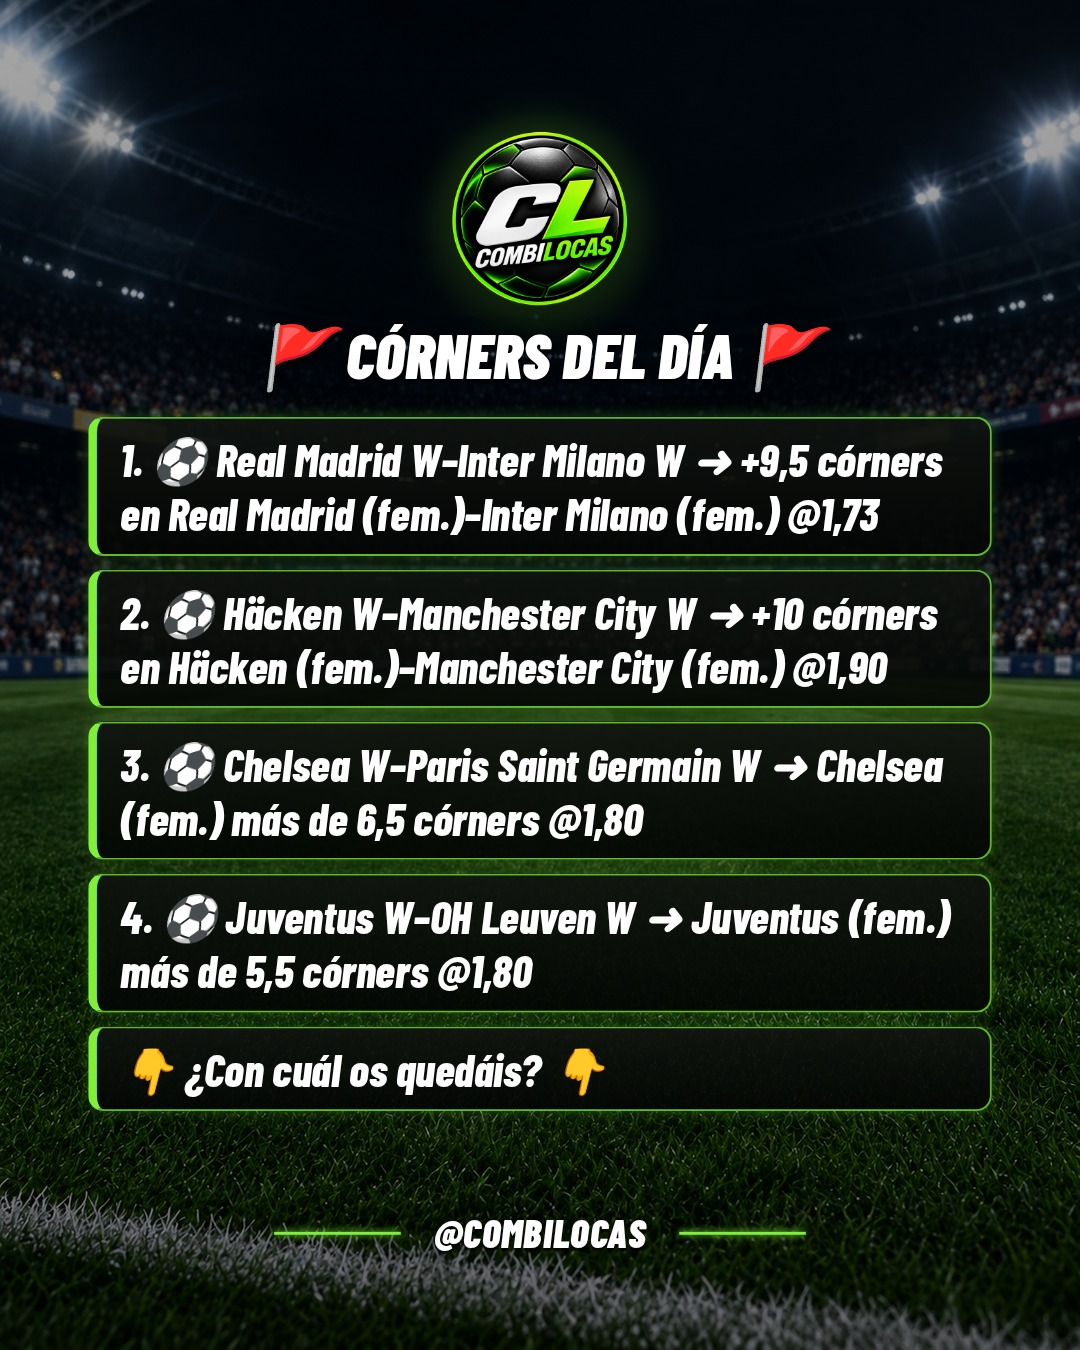 CL
COMBILOCAS
🚩 CÓRNERS DEL DÍA 🚩
1. ⚽ Real Madrid W-Inter Milano W ➜ +9,5 córners
en Real Madrid (fem.)-Inter Milano (fem.) @1,73
2. ⚽ Häcken W-Manchester City W ➜ +10 córners
en Häcken (fem.)-Manchester City (fem.) @1,90
3. ⚽ Chelsea W-Paris Saint Germain W ➜ Chelsea
(fem.) más de 6,5 córners @1,80
4. ⚽ Juventus W-OH Leuven W ➜ Juventus (fem.)
más de 5,5 córners @1,80
👇 ¿Con cuál os quedáis? 👇
@COMBILOCAS